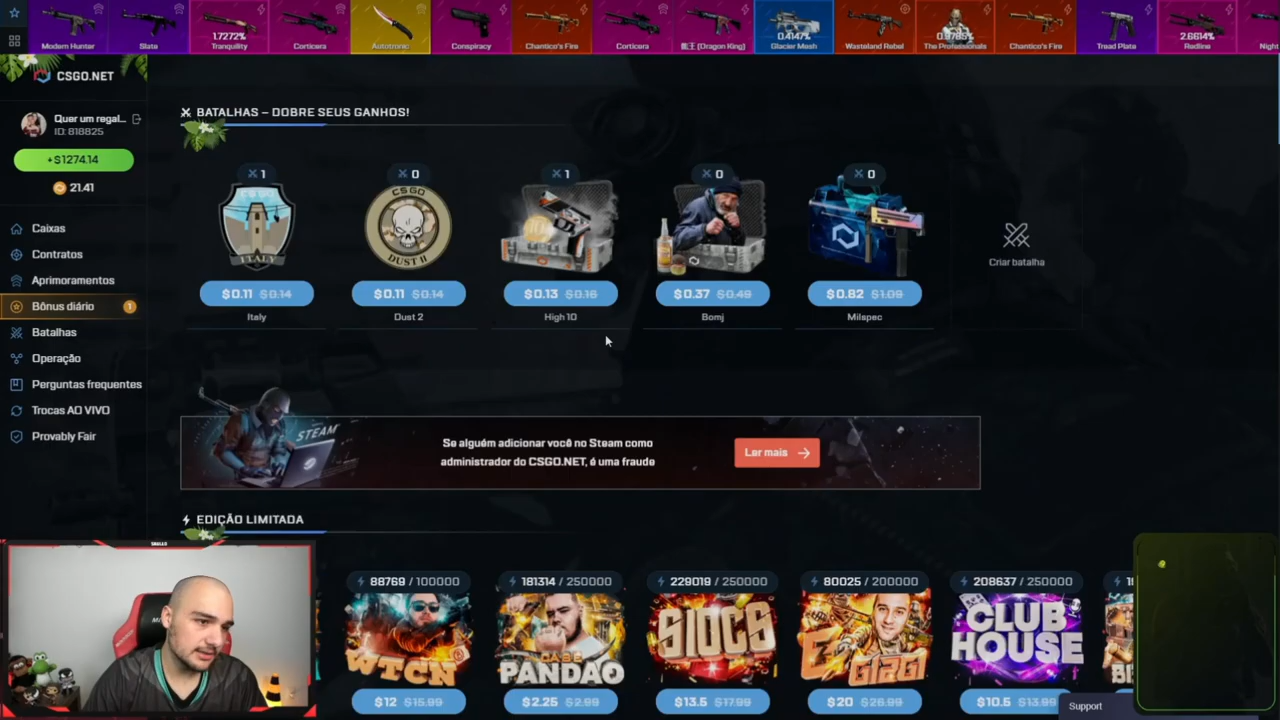 Modern Hunter
Slate
1.7272%
Tranquility
Corticera
Autotronic
Conspiracy
Chantico's Fire
Corticera
龍王 (Dragon King)
0.4147%
Glacier Mesh
Wasteland Rebel
The Professionals
Chantico's Fire
Tread Plate
2.6614%
Redline
Night
CSGO.NET
Quer um regal...
ID: 818825
+$1274.14
21.41
Caixas
Contratos
Aprimoramentos
Bônus diário 1
Batalhas
Operação
Perguntas frequentes
Trocas AO VIVO
Provably Fair
BATALHAS – DOBRE SEUS GANHOS!
1
0
1
0
0
ITALY
CSGO
DUST II
Criar batalha
$0.11 $0.14
$0.11 $0.14
$0.13 $0.16
$0.37 $0.49
$0.82 $1.09
Italy
Dust 2
High 10
Bomj
Milspec
STEAM
Se alguém adicionar você no Steam como
administrador do CSGO.NET, é uma fraude
Ler mais
EDIÇÃO LIMITADA
88769 / 100000
181314 / 250000
229019 / 250000
80025 / 200000
208637 / 250000
WTCN
CASE
PANDAO
CLUB
HOUSE
$12 $15.99
$2.25 $2.99
$13.5 $17.99
$20 $26.99
$10.5 $13.99
Support